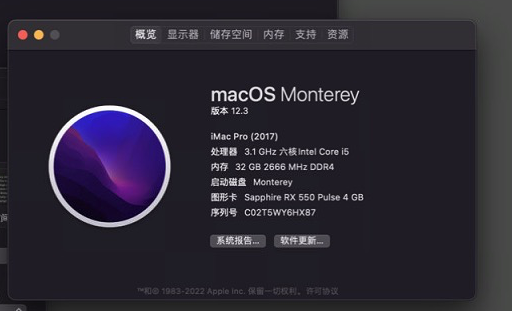 概览 显示器 储存空间 内存 支持 资源
macOS Monterey
版本 12.3
iMac Pro (2017)
处理器 3.1 GHz 六核Intel Core i5
内存 32 GB 2666 MHz DDR4
启动磁盘 Monterey
图形卡 Sapphire RX 550 Pulse 4 GB
序列号 C02T5WY6HX87
系统报告... 软件更新...
™和© 1983-2022 Apple Inc. 保留一切权利。许可协议